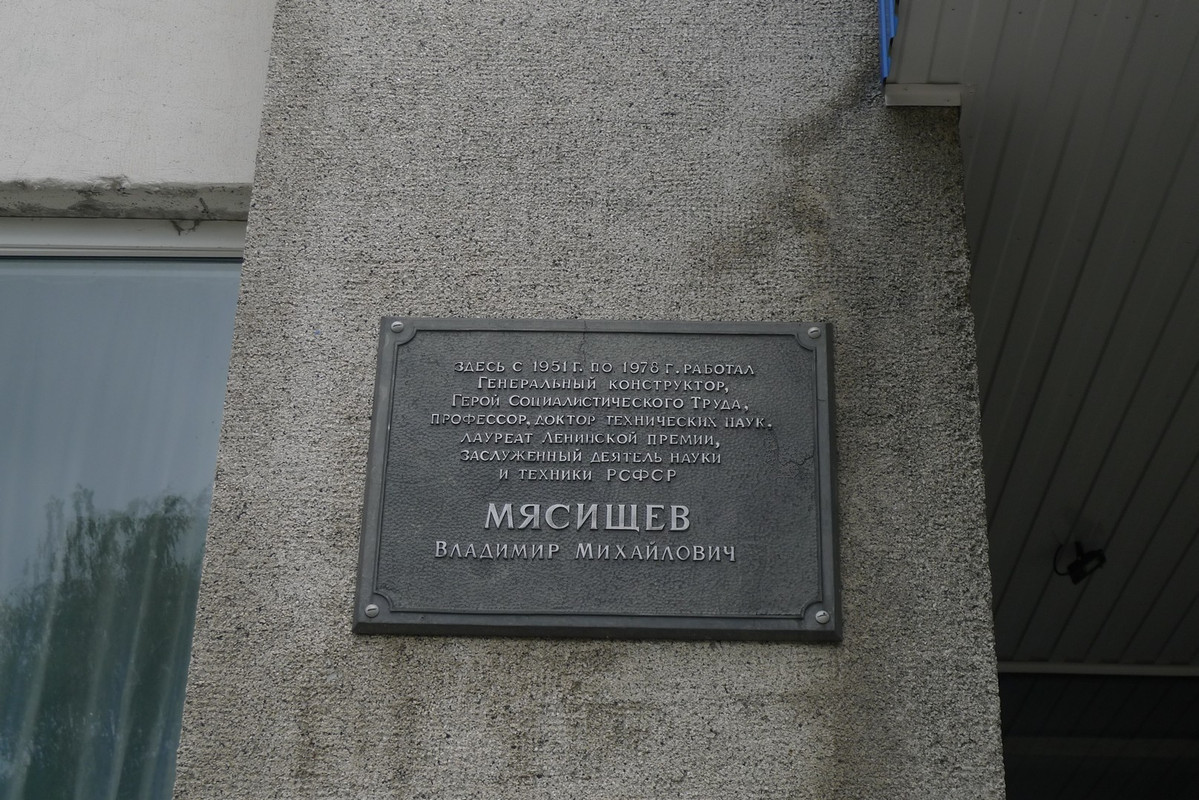 ЗДЕСЬ С 1951 Г. ПО 1978 Г. РАБОТАЛ
ГЕНЕРАЛЬНЫЙ КОНСТРУКТОР,
ГЕРОЙ СОЦИАЛИСТИЧЕСКОГО ТРУДА,
ПРОФЕССОР, ДОКТОР ТЕХНИЧЕСКИХ НАУК.
ЛАУРЕАТ ЛЕНИНСКОЙ ПРЕМИИ,
ЗАСЛУЖЕННЫЙ ДЕЯТЕЛЬ НАУКИ
И ТЕХНИКИ РСФСР
МЯСИЩЕВ
ВЛАДИМИР МИХАЙЛОВИЧ